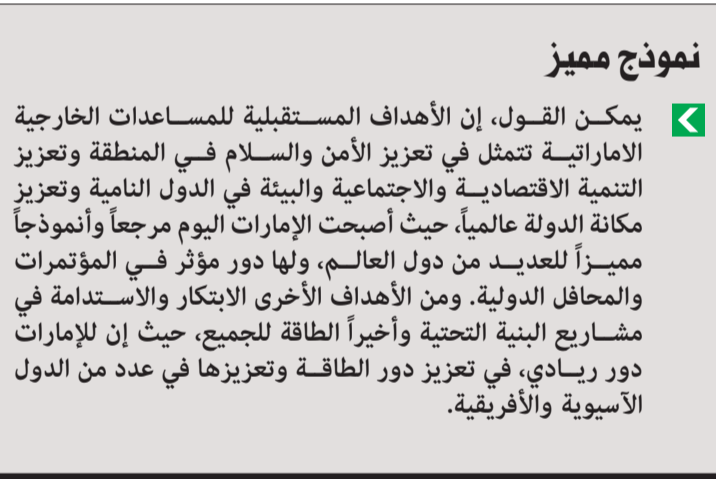 نموذج مميز
يمكن القول، إن الأهداف المستقبلية للمساعدات الخارجية
الاماراتية تتمثل في تعزيز الأمن والسلام في المنطقة وتعزيز
التنمية الاقتصادية والاجتماعية والبيئة في الدول النامية وتعزيز
مكانة الدولة عالمياً، حيث أصبحت الإمارات اليوم مرجعاً وأنموذجاً
مميزاً للعديد من دول العالم، ولها دور مؤثر في المؤتمرات
والمحافل الدولية. ومن الأهداف الأخرى الابتكار والاستدامة في
مشاريع البنية التحتية وأخيراً الطاقة للجميع، حيث إن للإمارات
دور ريادي، في تعزيز دور الطاقة وتعزيزها في عدد من الدول
الآسيوية والأفريقية.